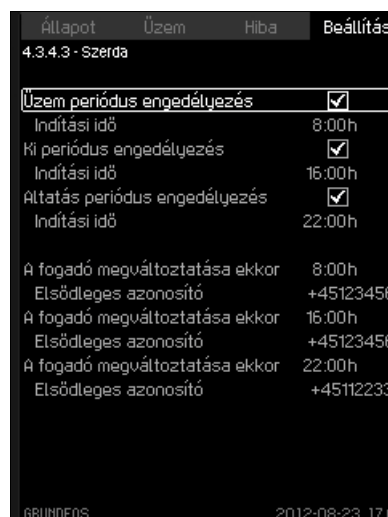 Állapot Üzem Hiba Beállítás
4.3.4.3 - Szerda
Üzem periódus engedélyezés
Indítási idő 8:00h
Ki periódus engedélyezés
Indítási idő 16:00h
Altatás periódus engedélyezés
Indítási idő 22:00h
A fogadó megváltoztatása ekkor 8:00h
Elsődleges azonosító +45123456
A fogadó megváltoztatása ekkor 16:00h
Elsődleges azonosító +45123456
A fogadó megváltoztatása ekkor 22:00h
Elsődleges azonosító +45112233
GRUNDFOS 2012-08-23 17: